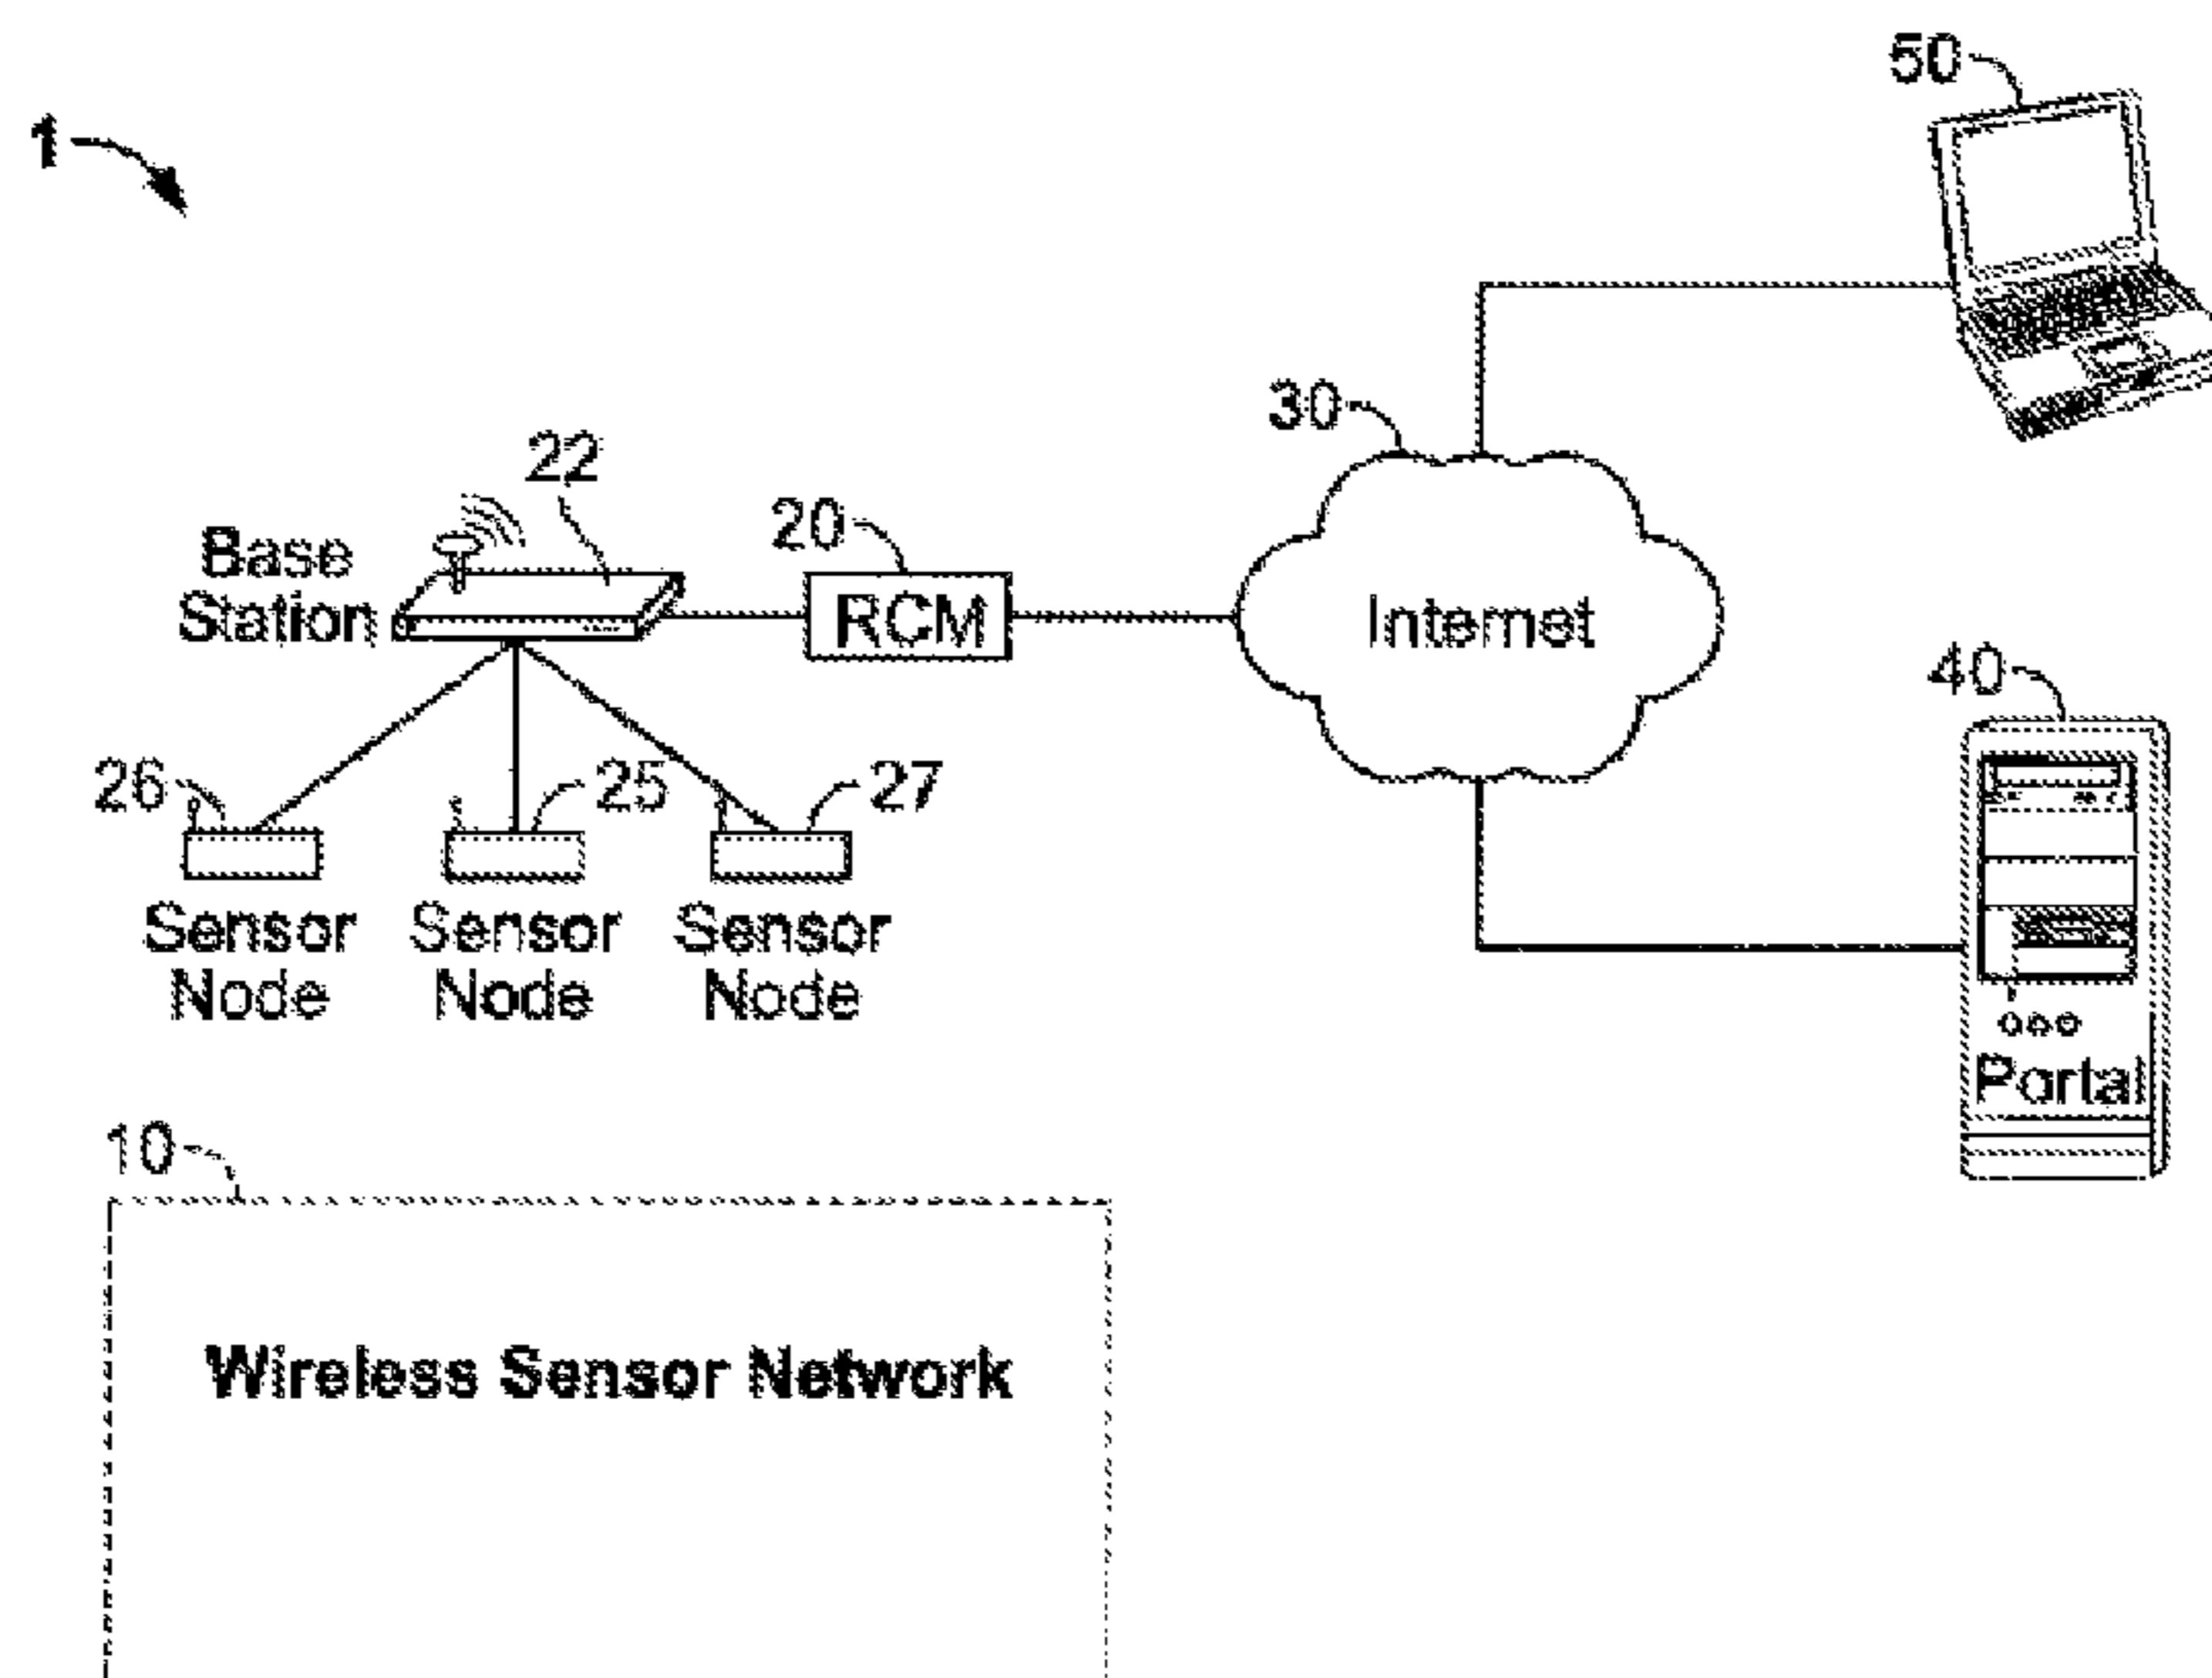 50
1
30
22
20
Base
Station
RCM
Internet
40
26
25
27
Sensor
Node
Sensor
Node
Sensor
Node
Portal
10
Wireless Sensor Network